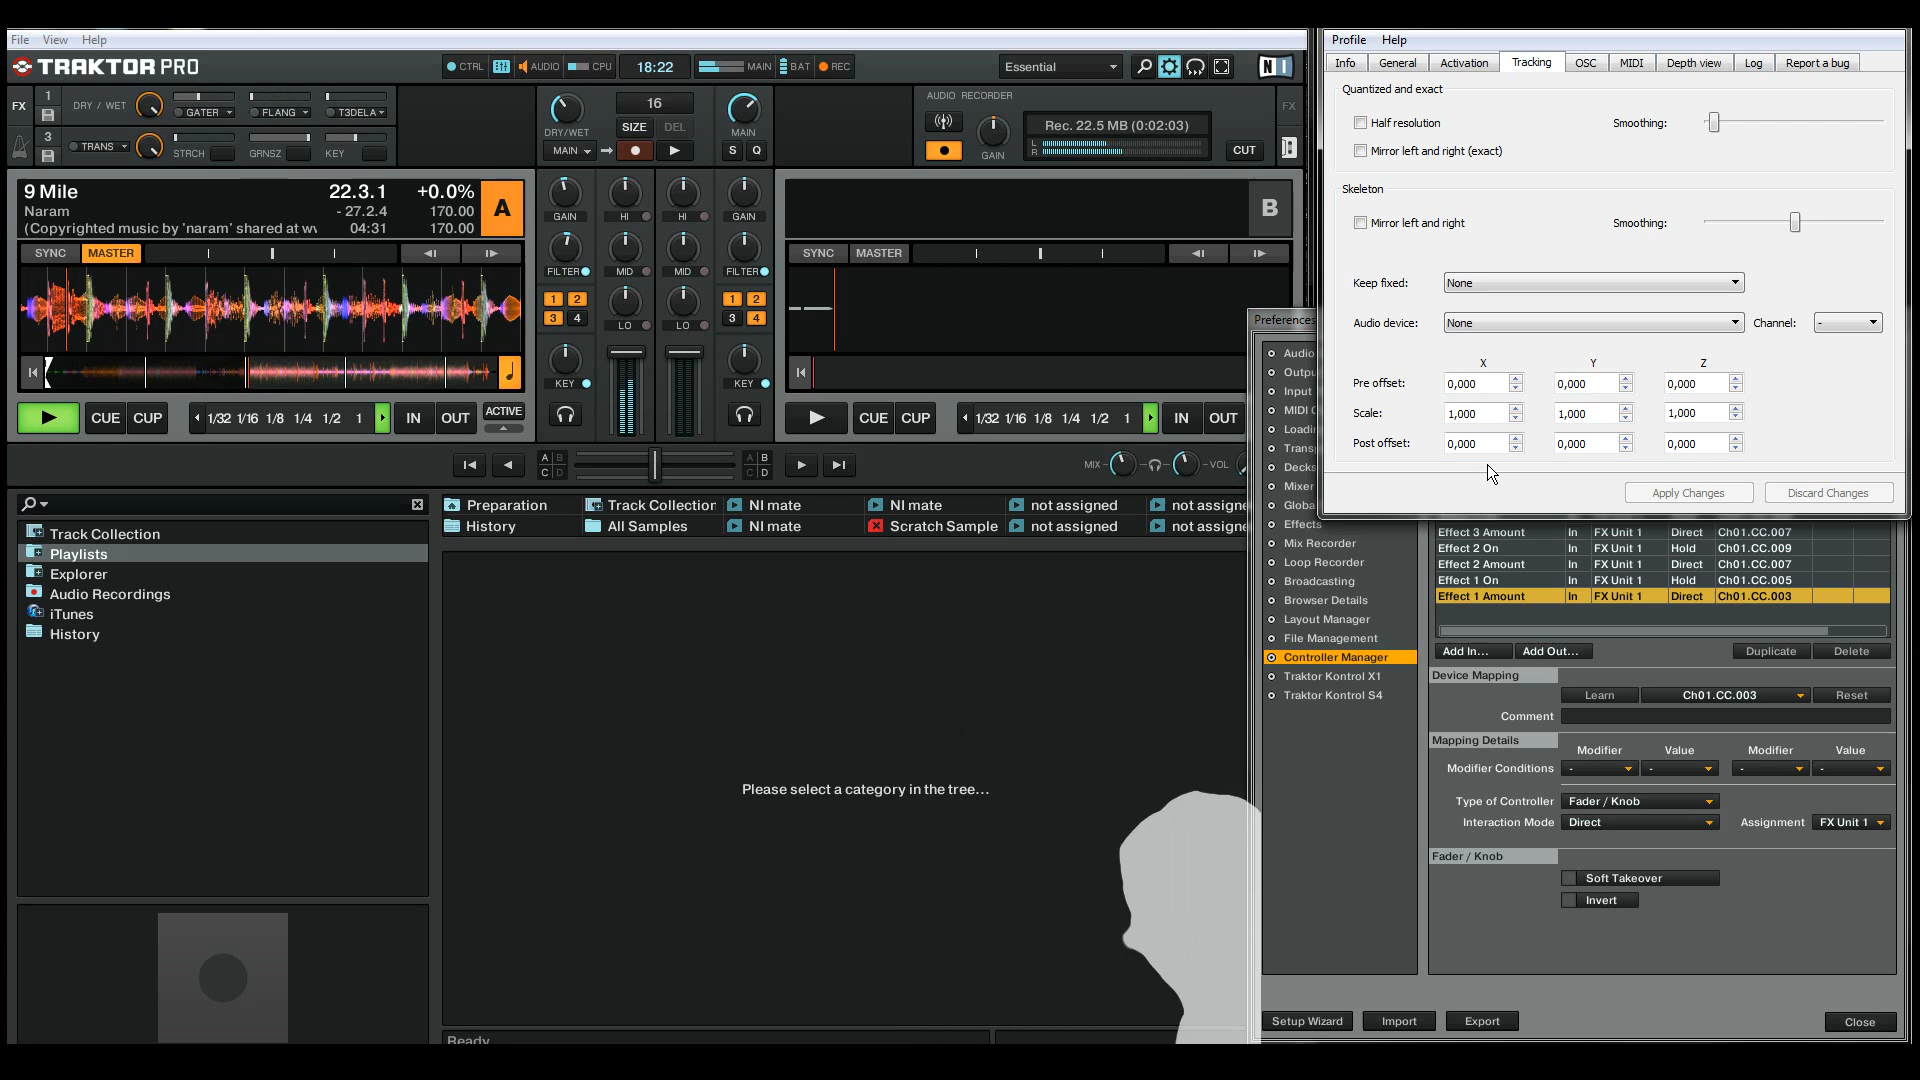 File View Help
TRAKTOR PRO
CTRL AUDIO CPU 18:22 MAIN BAT REC Essential NI
FX 1 DRY / WET GATER FLANG T3DELA
3 TRANS STRCH GRNSZ KEY
DRY/WET 16 MAIN
SIZE DEL
MAIN S Q
AUDIO RECORDER
Rec. 22.5 MB (0:02:03)
L
R
GAIN CUT
FX
9 Mile 22.3.1 +0.0% A
Naram - 27.2.4 170.00
(Copyrighted music by 'naram' shared at 04:31 170.00
SYNC MASTER
GAIN HI HI GAIN
FILTER MID MID FILTER
1 2 1 2
3 4 3 4
LO LO
KEY KEY
B
SYNC MASTER
CUE CUP 1/32 1/16 1/8 1/4 1/2 1 IN OUT ACTIVE
CUE CUP 1/32 1/16 1/8 1/4 1/2 1 IN OUT
A B A B
C D C D
MIX VOL
Track Collection
Playlists
Explorer
Audio Recordings
iTunes
History
Preparation Track Collection NI mate NI mate not assigned not assigne
History All Samples NI mate Scratch Sample not assigned not assigne
Please select a category in the tree...
Ready
Profile Help
Info General Activation Tracking OSC MIDI Depth view Log Report a bug
Quantized and exact
Half resolution Smoothing:
Mirror left and right (exact)
Skeleton
Mirror left and right Smoothing:
Keep fixed: None
Audio device: None Channel: -
X Y Z
Pre offset: 0,000 0,000 0,000
Scale: 1,000 1,000 1,000
Post offset: 0,000 0,000 0,000
Apply Changes Discard Changes
Preferences
Audio
Outpu
Input
MIDI C
Loadi
Trans
Decks
Mixer
Globa
Effects
Mix Recorder
Loop Recorder
Broadcasting
Browser Details
Layout Manager
File Management
Controller Manager
Traktor Kontrol X1
Traktor Kontrol S4
Effect 3 Amount In FX Unit 1 Direct Ch01.CC.007
Effect 2 On In FX Unit 1 Hold Ch01.CC.009
Effect 2 Amount In FX Unit 1 Direct Ch01.CC.007
Effect 1 On In FX Unit 1 Hold Ch01.CC.005
Effect 1 Amount In FX Unit 1 Direct Ch01.CC.003
Add In... Add Out... Duplicate Delete
Device Mapping
Learn Ch01.CC.003 Reset
Comment
Mapping Details
Modifier Value Modifier Value
Modifier Conditions - - - -
Type of Controller Fader / Knob
Interaction Mode Direct Assignment FX Unit 1
Fader / Knob
Soft Takeover
Invert
Setup Wizard Import Export Close